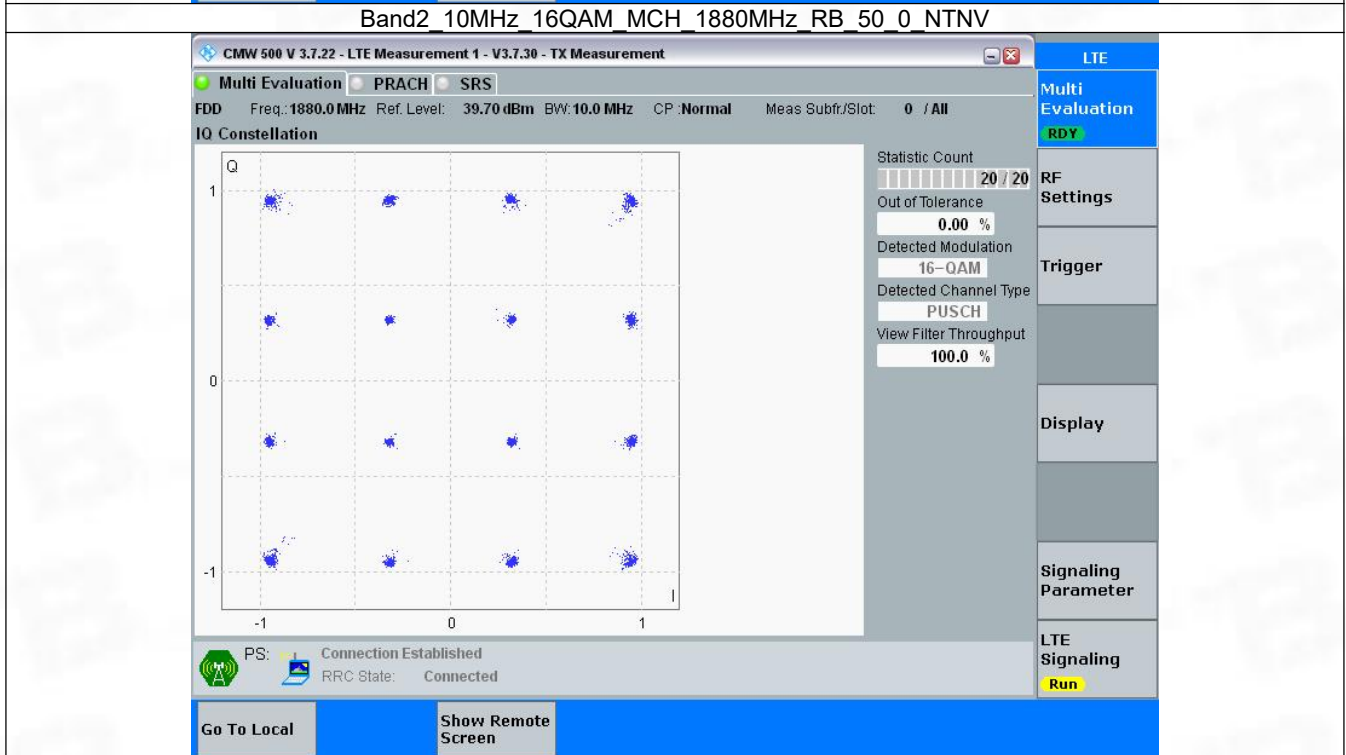 Band2_10MHz_16QAM_MCH_1880MHz_RB_50_0_NTNV
CMW 500 V 3.7.22 - LTE Measurement 1 - V3.7.30 - TX Measurement
LTE
Multi Evaluation PRACH SRS
FDD Freq.: 1880.0 MHz Ref. Level: 39.70 dBm BW: 10.0 MHz CP : Normal Meas Subfr./Slot: 0 / All
IQ Constellation
Q
1
0
-1
-1 0 1
I
Statistic Count
20 / 20
Out of Tolerance
0.00 %
Detected Modulation
16-QAM
Detected Channel Type
PUSCH
View Filter Throughput
100.0 %
Multi
Evaluation
RDY
RF
Settings
Trigger
Display
Signaling
Parameter
LTE
Signaling
Run
PS: Connection Established
RRC State: Connected
Go To Local
Show Remote
Screen